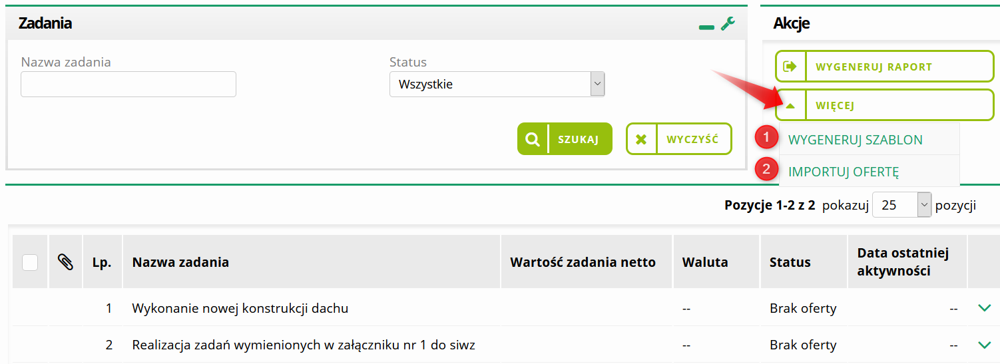 Zadania
Akcje
Nazwa zadania
Status
Wszystkie
WYGENERUJ RAPORT
WIĘCEJ
SZUKAJ
WYCZYŚĆ
1 WYGENERUJ SZABLON
2 IMPORTUJ OFERTĘ
Pozycje 1-2 z 2 pokazuj 25 pozycji
Lp. Nazwa zadania Wartość zadania netto Waluta Status Data ostatniej
aktywności
1 Wykonanie nowej konstrukcji dachu -- Brak oferty --
2 Realizacja zadań wymienionych w załączniku nr 1 do siwz -- Brak oferty --